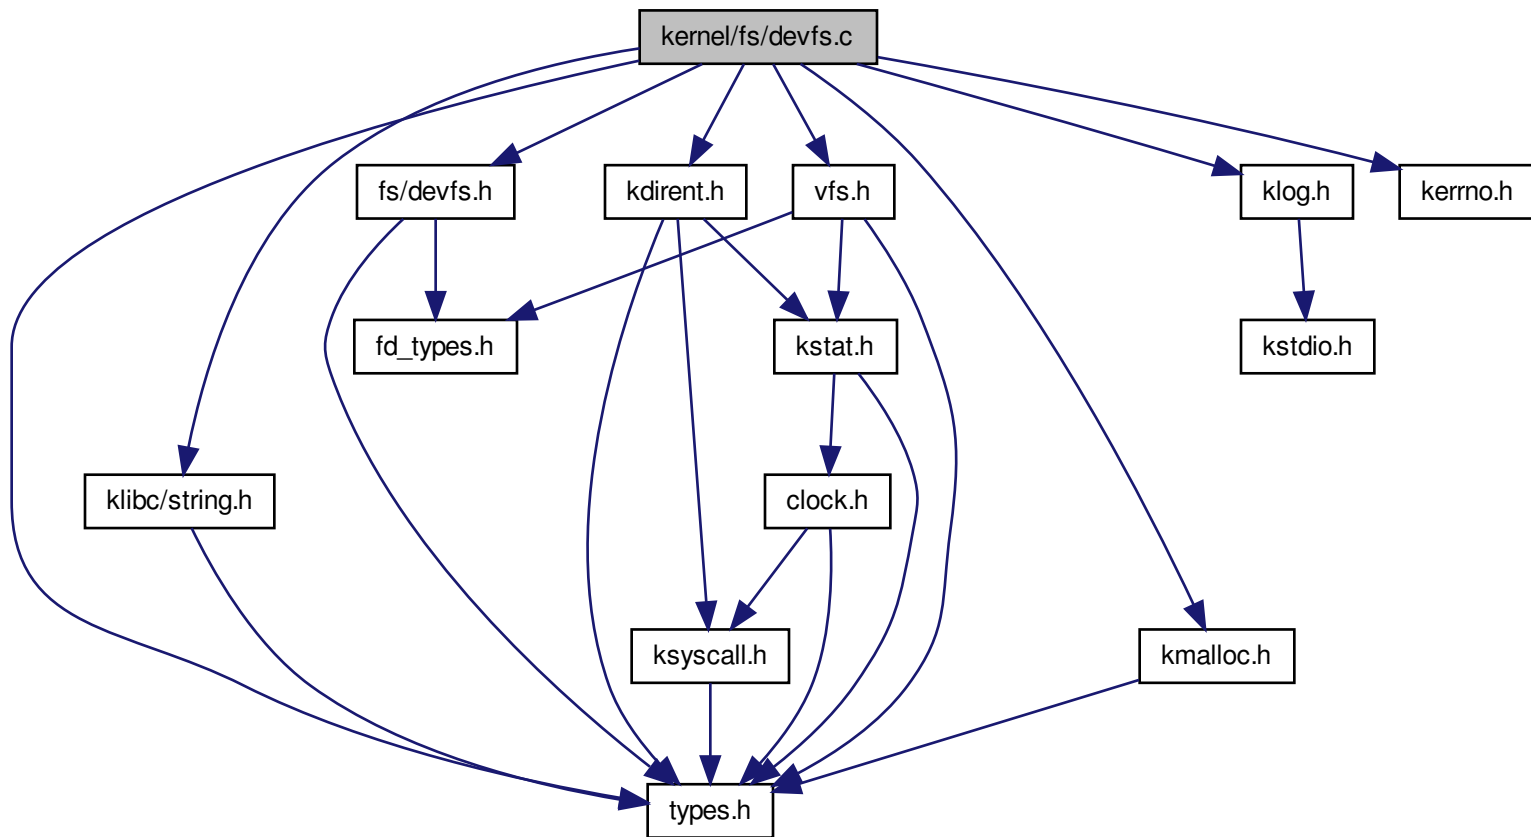 kernel/fs/devfs.c
fs/devfs.h
kdirent.h
vfs.h
klog.h
kerrno.h
fd_types.h
kstat.h
kstdio.h
klibc/string.h
clock.h
ksyscall.h
kmalloc.h
types.h